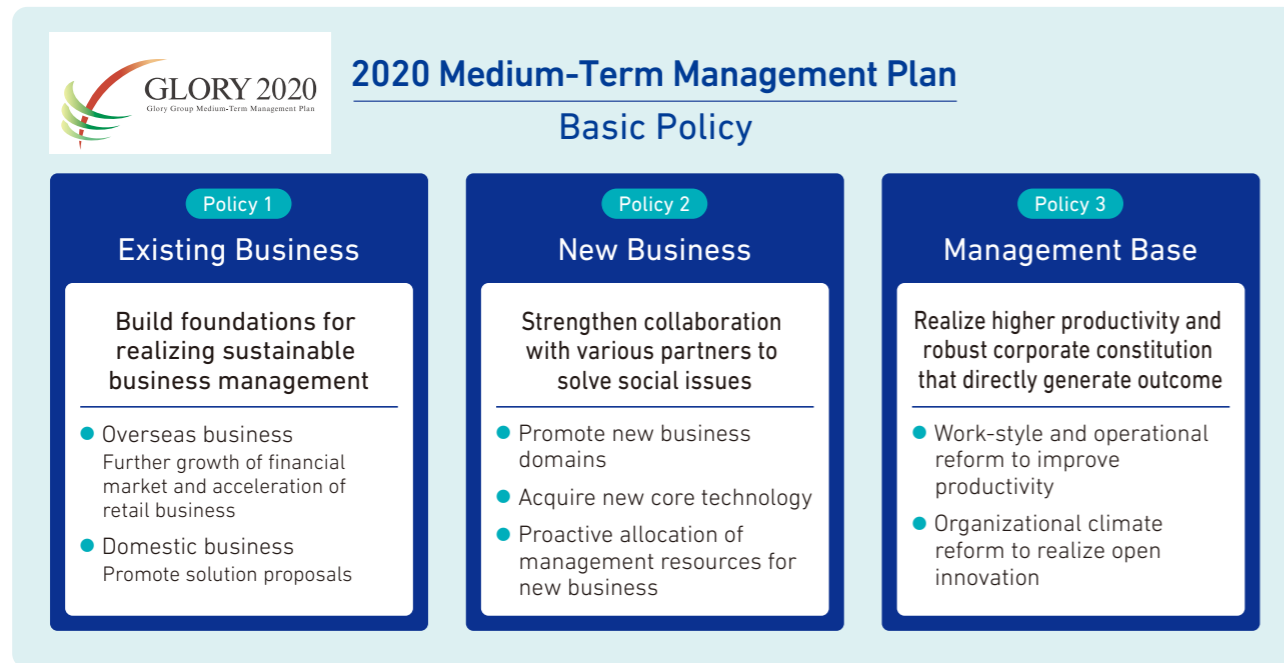 GLORY 2020
Glory Group Medium-Term Management Plan
2020 Medium-Term Management Plan
Basic Policy
Policy 1
Existing Business
Build foundations for
realizing sustainable
business management
Overseas business
Further growth of financial
market and acceleration of
retail business
Domestic business
Promote solution proposals
Policy 2
New Business
Strengthen collaboration
with various partners to
solve social issues
Promote new business
domains
Acquire new core technology
Proactive allocation of
management resources for
new business
Policy 3
Management Base
Realize higher productivity and
robust corporate constitution
that directly generate outcome
Work-style and operational
reform to improve
productivity
Organizational climate
reform to realize open
innovation